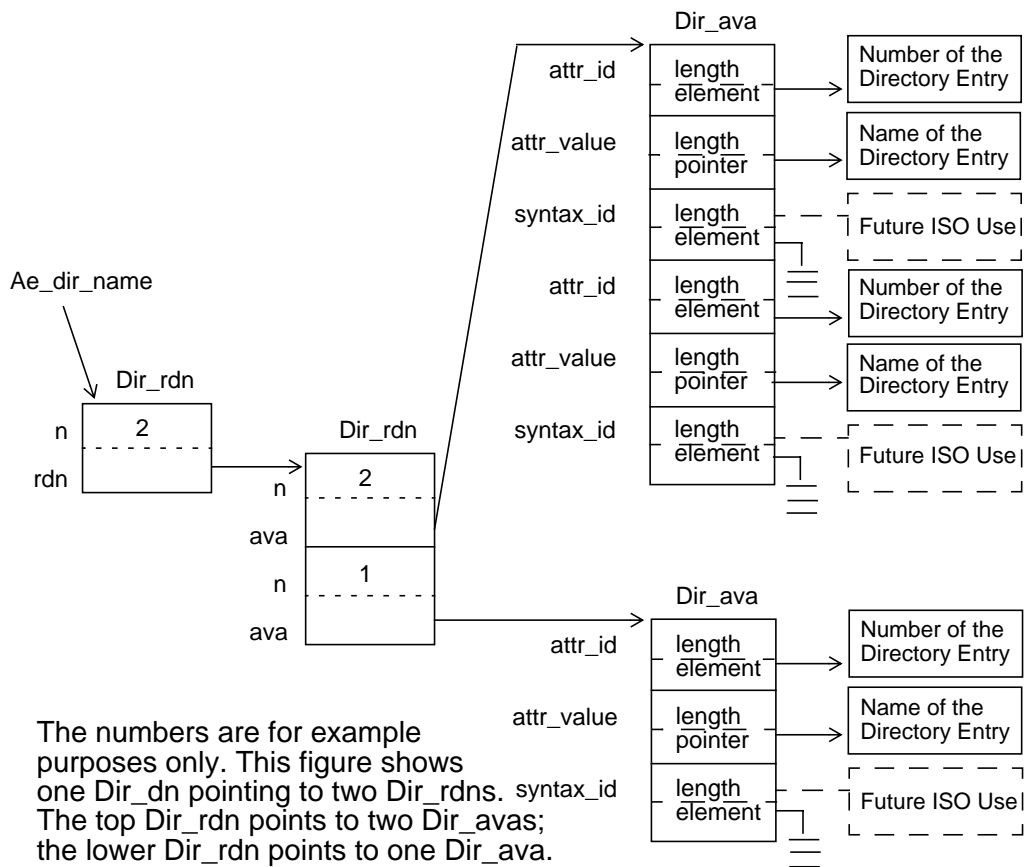 Dir_ava
attr_id
length
element
Number of the
Directory Entry
attr_value
length
pointer
Name of the
Directory Entry
syntax_id
length
element
Future ISO Use
Ae_dir_name
attr_id
length
element
Number of the
Directory Entry
attr_value
length
pointer
Name of the
Directory Entry
syntax_id
length
element
Future ISO Use
Dir_rdn
n
2
rdn
Dir_rdn
n
2
ava
n
1
ava
Dir_ava
attr_id
length
element
Number of the
Directory Entry
attr_value
length
pointer
Name of the
Directory Entry
syntax_id
length
element
Future ISO Use
The numbers are for example
purposes only. This figure shows
one Dir_dn pointing to two Dir_rdns.
The top Dir_rdn points to two Dir_avas;
the lower Dir_rdn points to one Dir_ava.